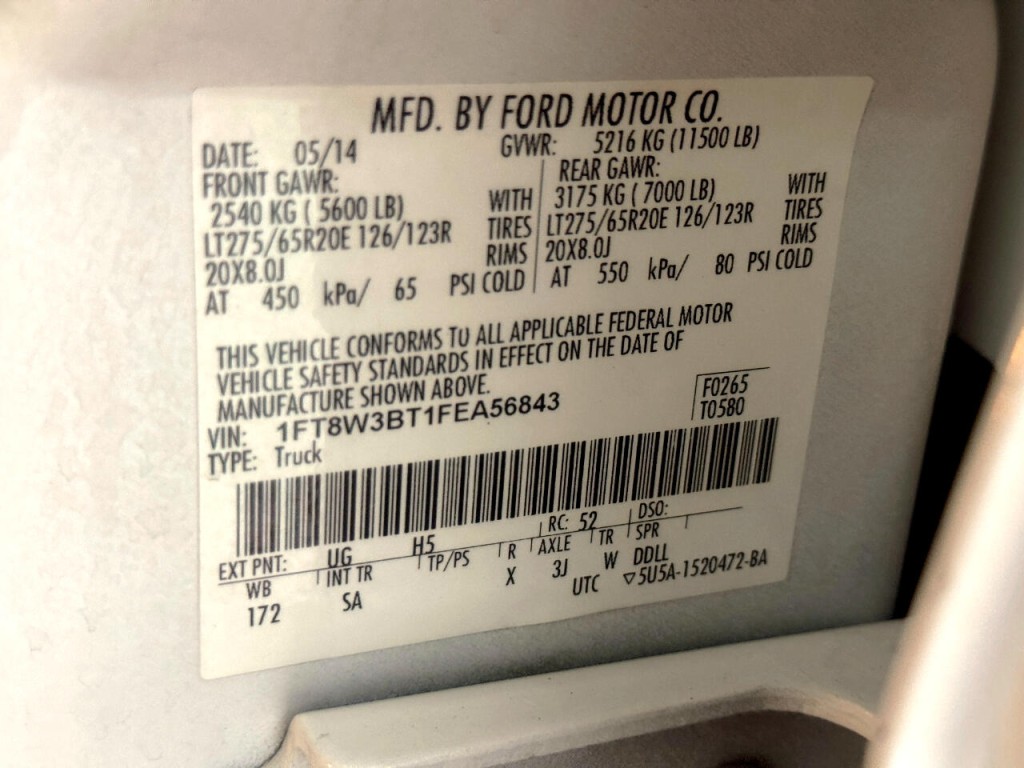 MFD. BY FORD MOTOR CO.
DATE: 05/14 GVWR: 5216 KG (11500 LB)
FRONT GAWR: REAR GAWR:
2540 KG ( 5600 LB) WITH 3175 KG ( 7000 LB) WITH
LT275/65R20E 126/123R TIRES LT275/65R20E 126/123R TIRES
20X8.0J RIMS 20X8.0J RIMS
AT 450 kPa/ 65 PSI COLD AT 550 kPa/ 80 PSI COLD
THIS VEHICLE CONFORMS TO ALL APPLICABLE FEDERAL MOTOR
VEHICLE SAFETY STANDARDS IN EFFECT ON THE DATE OF
MANUFACTURE SHOWN ABOVE.
F0265
VIN: 1FT8W3BT1FEA56843 T0580
TYPE: Truck
EXT PNT: UG H5 RC: 52 DSO:
WB INT TR TP/PS R AXLE TR SPR
172 SA X 3J W DDLL
UTC ▽5U5A-1520472-BA